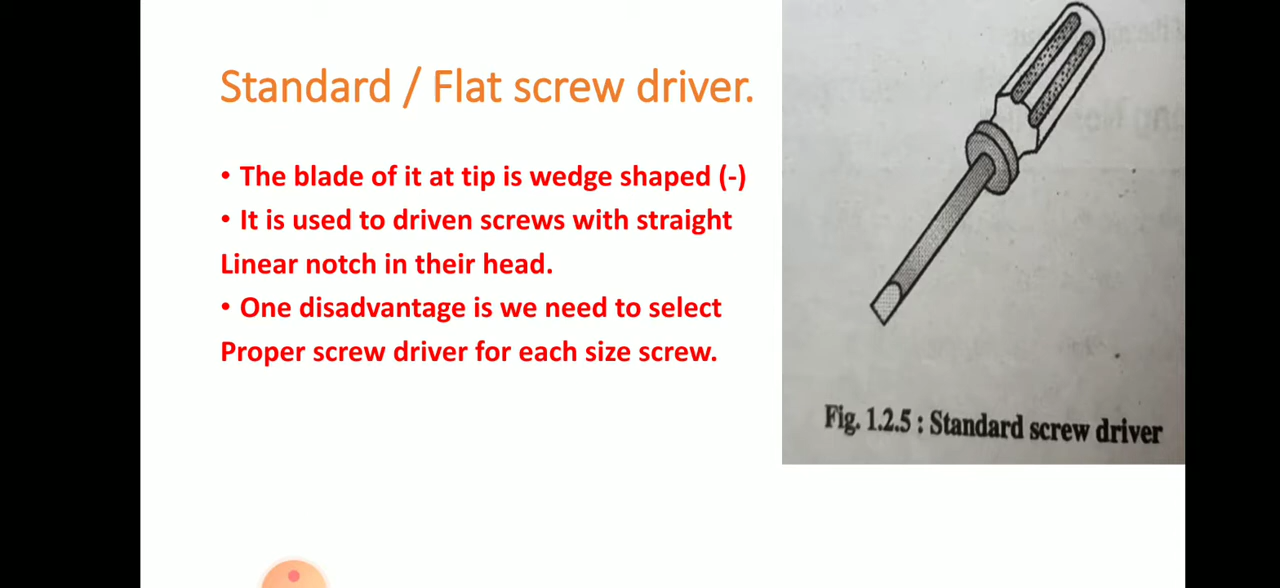 Standard / Flat screw driver.
• The blade of it at tip is wedge shaped (-)
• It is used to driven screws with straight
Linear notch in their head.
• One disadvantage is we need to select
Proper screw driver for each size screw.
Fig. 1.2.5 : Standard screw driver